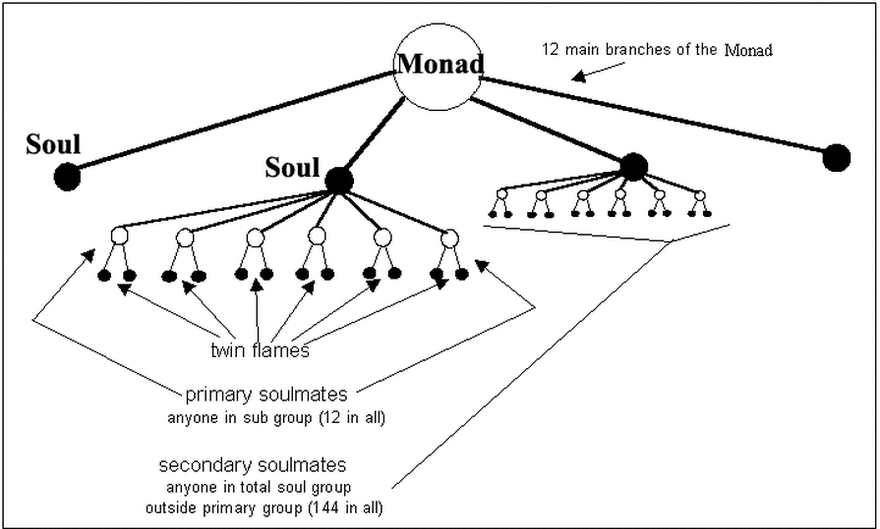 12 main branches of the Monad
Monad
Soul
Soul
twin flames
primary soulmates
anyone in sub group (12 in all)
secondary soulmates
anyone in total soul group
outside primary group (144 in all)